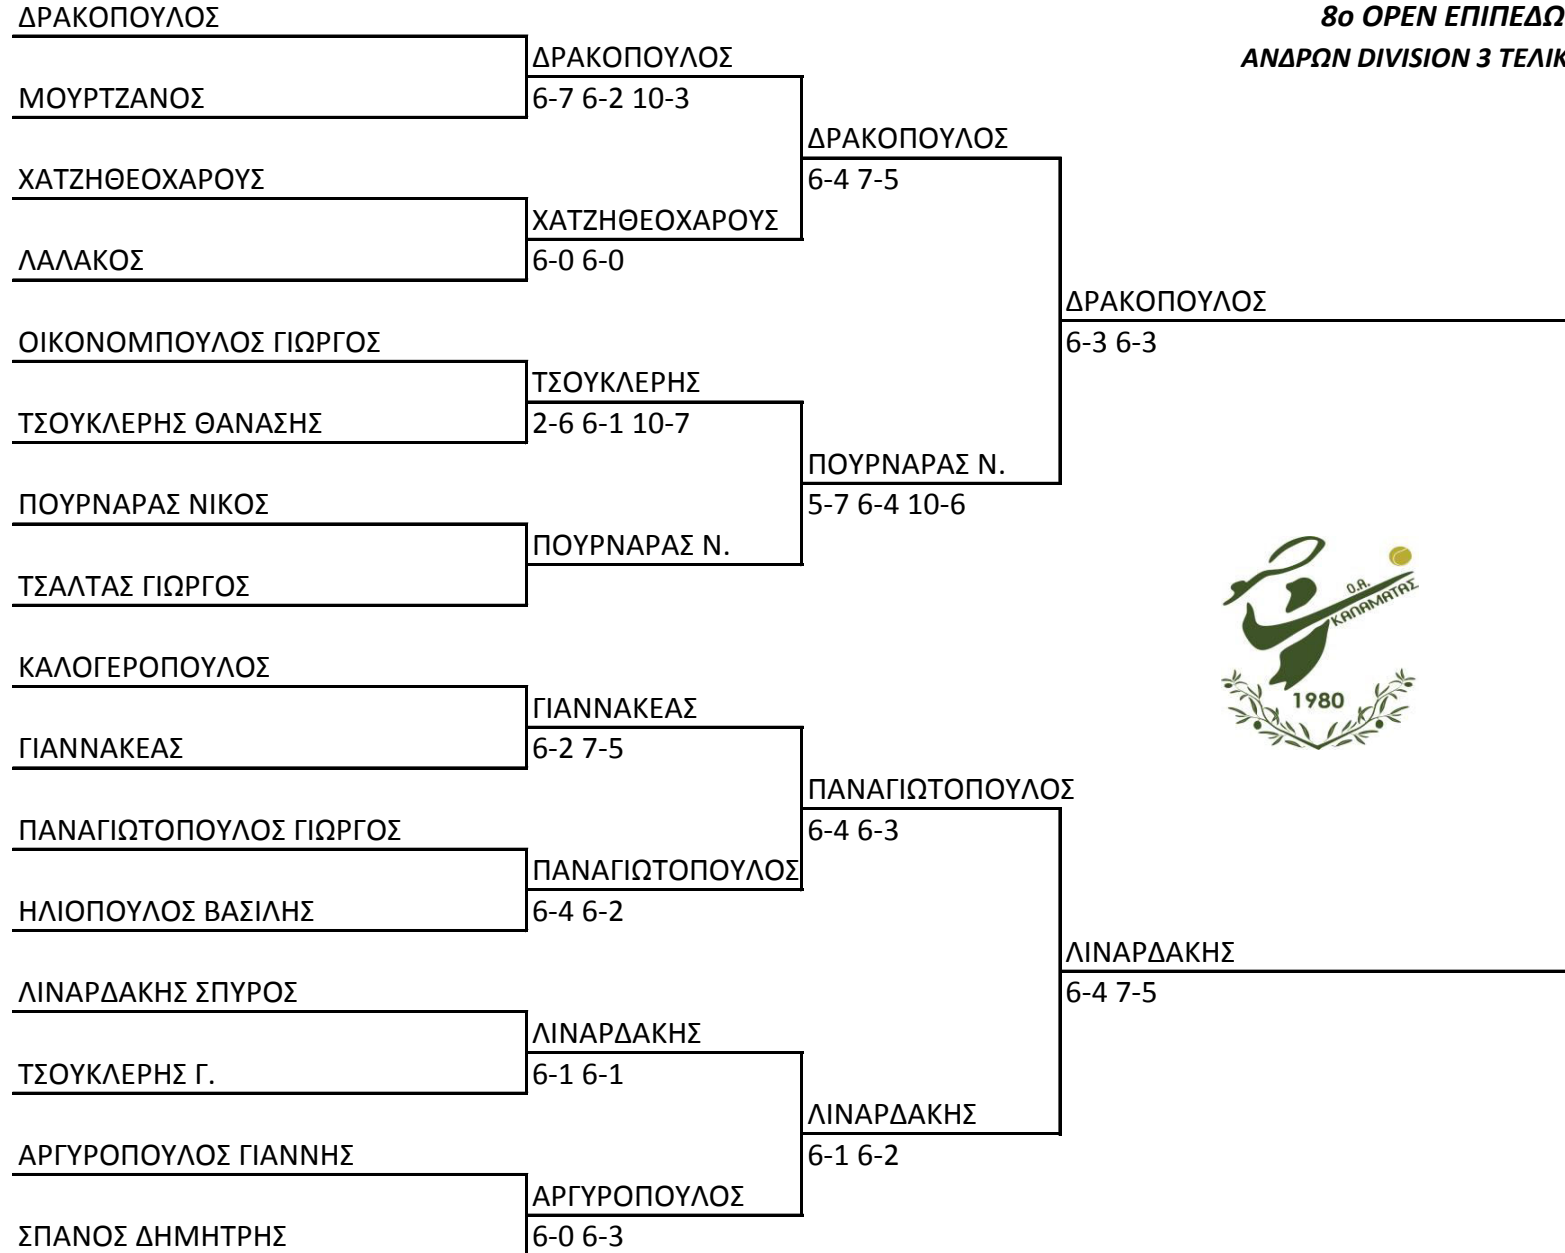 ΔΡΑΚΟΠΟΥΛΟΣ
8ο OPEN ΕΠΙΠΕΔΩ
ΔΡΑΚΟΠΟΥΛΟΣ
ΑΝΔΡΩΝ DIVISION 3 ΤΕΛΙΚ
ΜΟΥΡΤΖΑΝΟΣ
6-7 6-2 10-3
ΔΡΑΚΟΠΟΥΛΟΣ
ΧΑΤΖΗΘΕΟΧΑΡΟΥΣ
6-4 7-5
ΧΑΤΖΗΘΕΟΧΑΡΟΥΣ
ΛΑΛΑΚΟΣ
6-0 6-0
ΔΡΑΚΟΠΟΥΛΟΣ
ΟΙΚΟΝΟΜΠΟΥΛΟΣ ΓΙΩΡΓΟΣ
6-3 6-3
ΤΣΟΥΚΛΕΡΗΣ
ΤΣΟΥΚΛΕΡΗΣ ΘΑΝΑΣΗΣ
2-6 6-1 10-7
ΠΟΥΡΝΑΡΑΣ Ν.
ΠΟΥΡΝΑΡΑΣ ΝΙΚΟΣ
5-7 6-4 10-6
ΠΟΥΡΝΑΡΑΣ Ν.
ΤΣΑΛΤΑΣ ΓΙΩΡΓΟΣ
Ο.Α.
ΚΑΛΑΜΑΤΑΣ
1980
ΚΑΛΟΓΕΡΟΠΟΥΛΟΣ
ΓΙΑΝΝΑΚΕΑΣ
ΓΙΑΝΝΑΚΕΑΣ
6-2 7-5
ΠΑΝΑΓΙΩΤΟΠΟΥΛΟΣ
ΠΑΝΑΓΙΩΤΟΠΟΥΛΟΣ ΓΙΩΡΓΟΣ
6-4 6-3
ΠΑΝΑΓΙΩΤΟΠΟΥΛΟΣ
ΗΛΙΟΠΟΥΛΟΣ ΒΑΣΙΛΗΣ
6-4 6-2
ΛΙΝΑΡΔΑΚΗΣ
ΛΙΝΑΡΔΑΚΗΣ ΣΠΥΡΟΣ
6-4 7-5
ΛΙΝΑΡΔΑΚΗΣ
ΤΣΟΥΚΛΕΡΗΣ Γ.
6-1 6-1
ΛΙΝΑΡΔΑΚΗΣ
ΑΡΓΥΡΟΠΟΥΛΟΣ ΓΙΑΝΝΗΣ
6-1 6-2
ΑΡΓΥΡΟΠΟΥΛΟΣ
ΣΠΑΝΟΣ ΔΗΜΗΤΡΗΣ
6-0 6-3